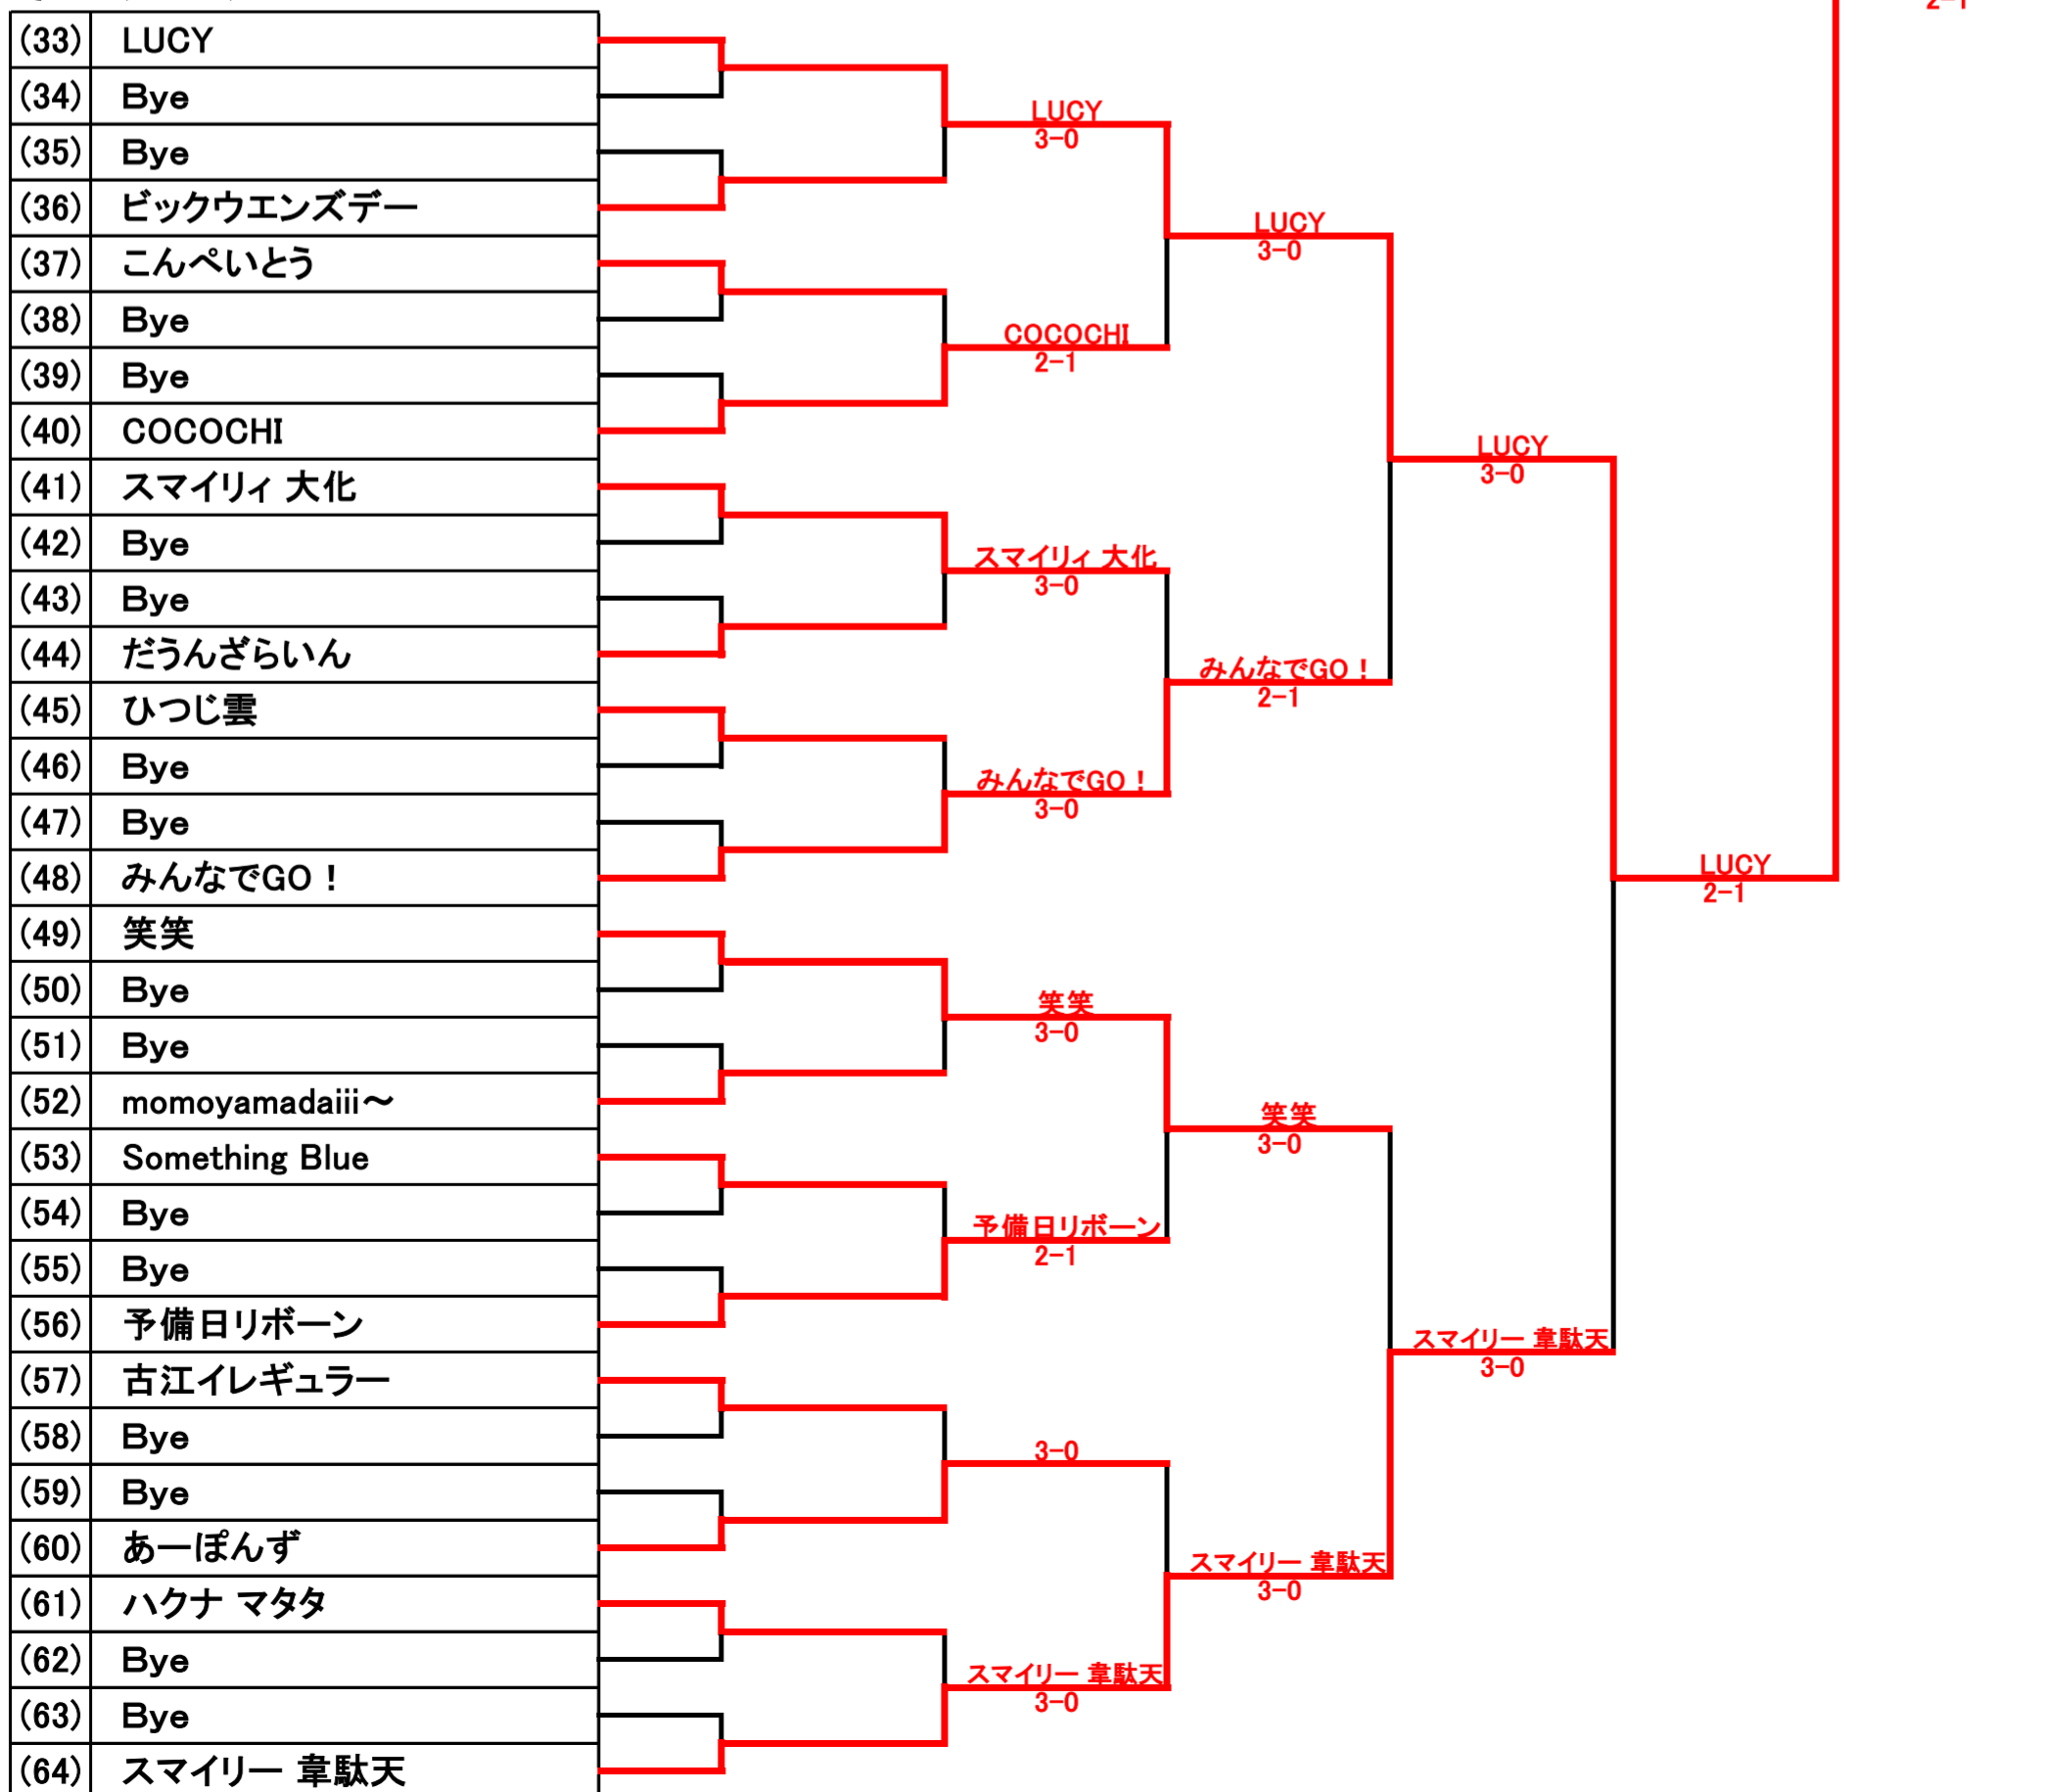 2-1
(33) LUCY
(34) Bye
LUCY
3-0
(35) Bye
(36) ビックウエンズデー
LUCY
3-0
(37) こんぺいとう
(38) Bye
COCOCHI
2-1
(39) Bye
(40) COCOCHI
LUCY
3-0
(41) スマイリィ 大化
(42) Bye
スマイリィ 大化
3-0
(43) Bye
(44) だうんざらいん
みんなでGO！
2-1
(45) ひつじ雲
(46) Bye
みんなでGO！
3-0
(47) Bye
(48) みんなでGO！
LUCY
2-1
(49) 笑笑
(50) Bye
笑笑
3-0
(51) Bye
(52) momoyamadaiii～
笑笑
3-0
(53) Something Blue
(54) Bye
予備日リボーン
2-1
(55) Bye
(56) 予備日リボーン
スマイリー 韋駄天
3-0
(57) 古江イレギュラー
(58) Bye
3-0
(59) Bye
(60) あーぽんず
スマイリー 韋駄天
3-0
(61) ハクナ マタタ
(62) Bye
スマイリー 韋駄天
3-0
(63) Bye
(64) スマイリー 韋駄天